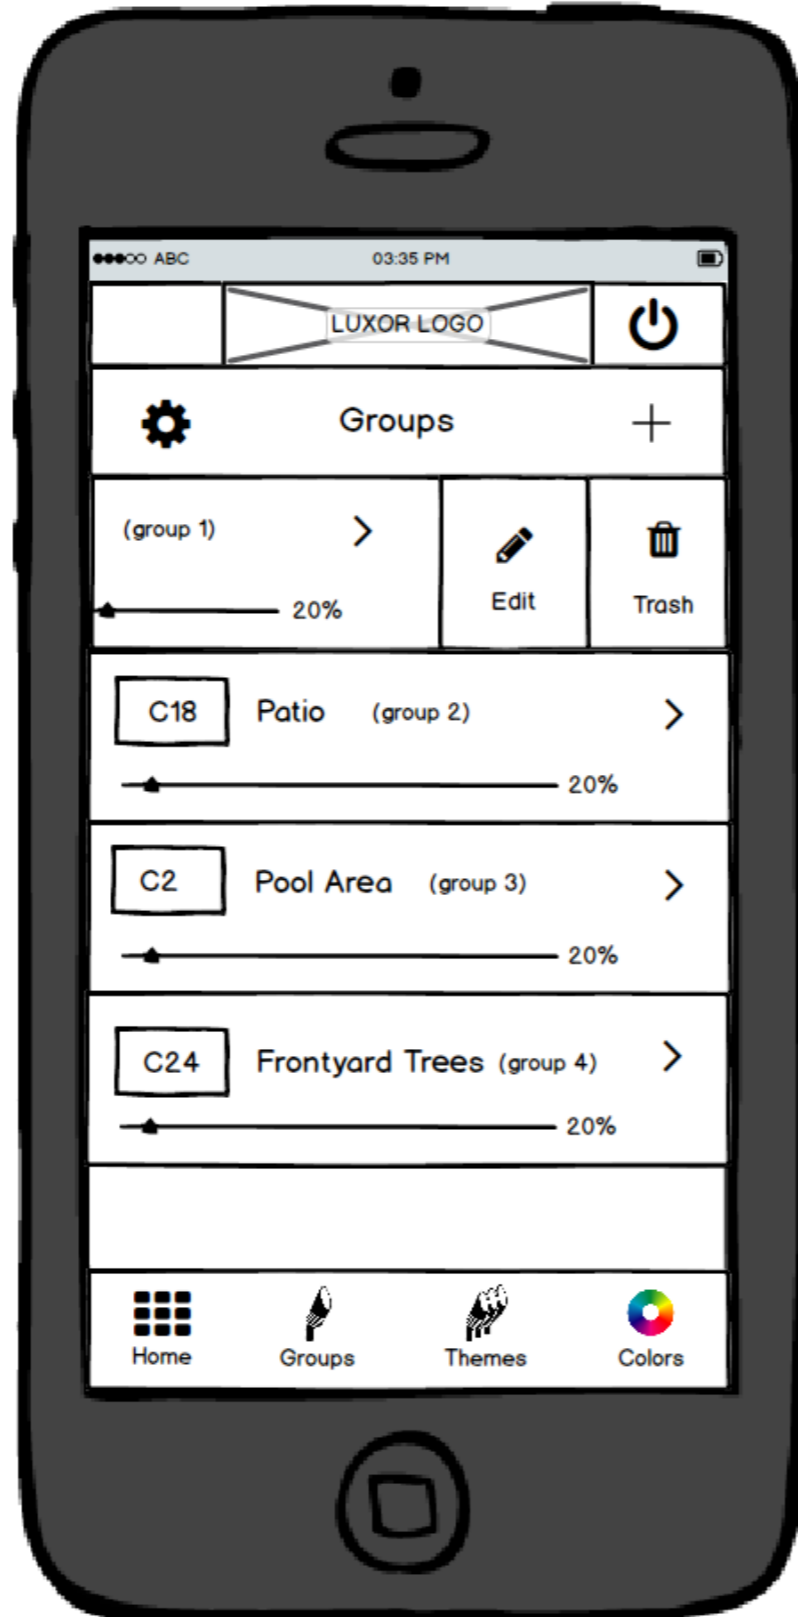 ABC 03:35 PM
LUXOR LOGO
Groups
(group 1)
20%
Edit
Trash
C18 Patio (group 2)
20%
C2 Pool Area (group 3)
20%
C24 Frontyard Trees (group 4)
20%
Home Groups Themes Colors